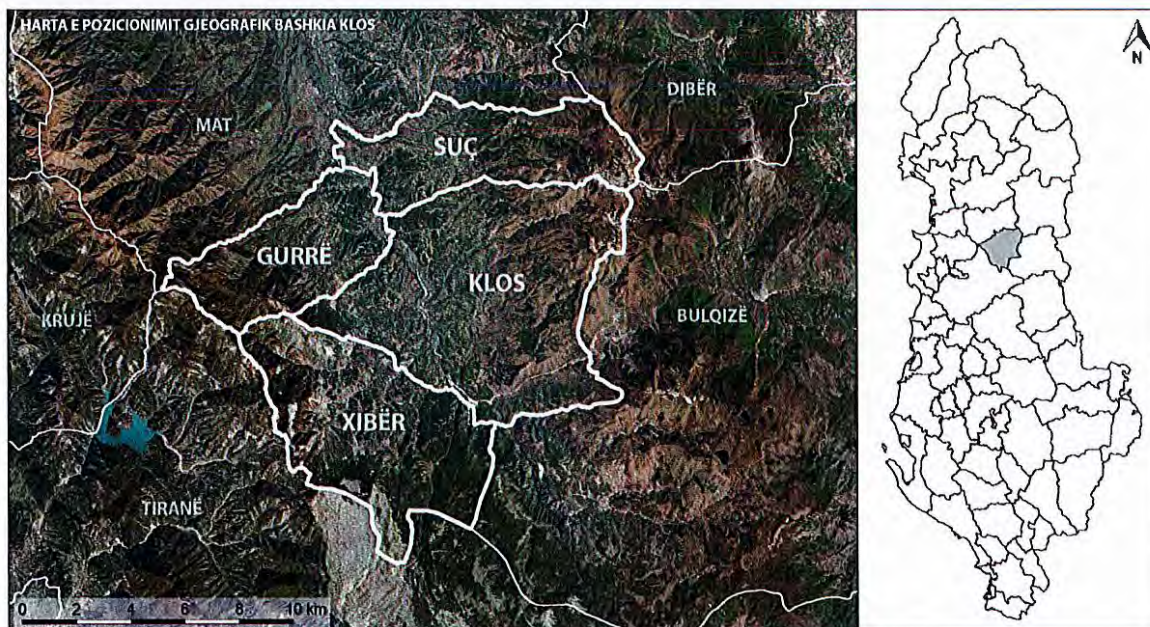 HARTA E POZICIONIMIT GJEOGRAFIK BASHKIA KLOS
N
DIBËR
MAT
SUÇ
GURRË
KLOS
KRUJË
BULQIZË
XIBËR
TIRANË
0 2 4 6 8 10 km